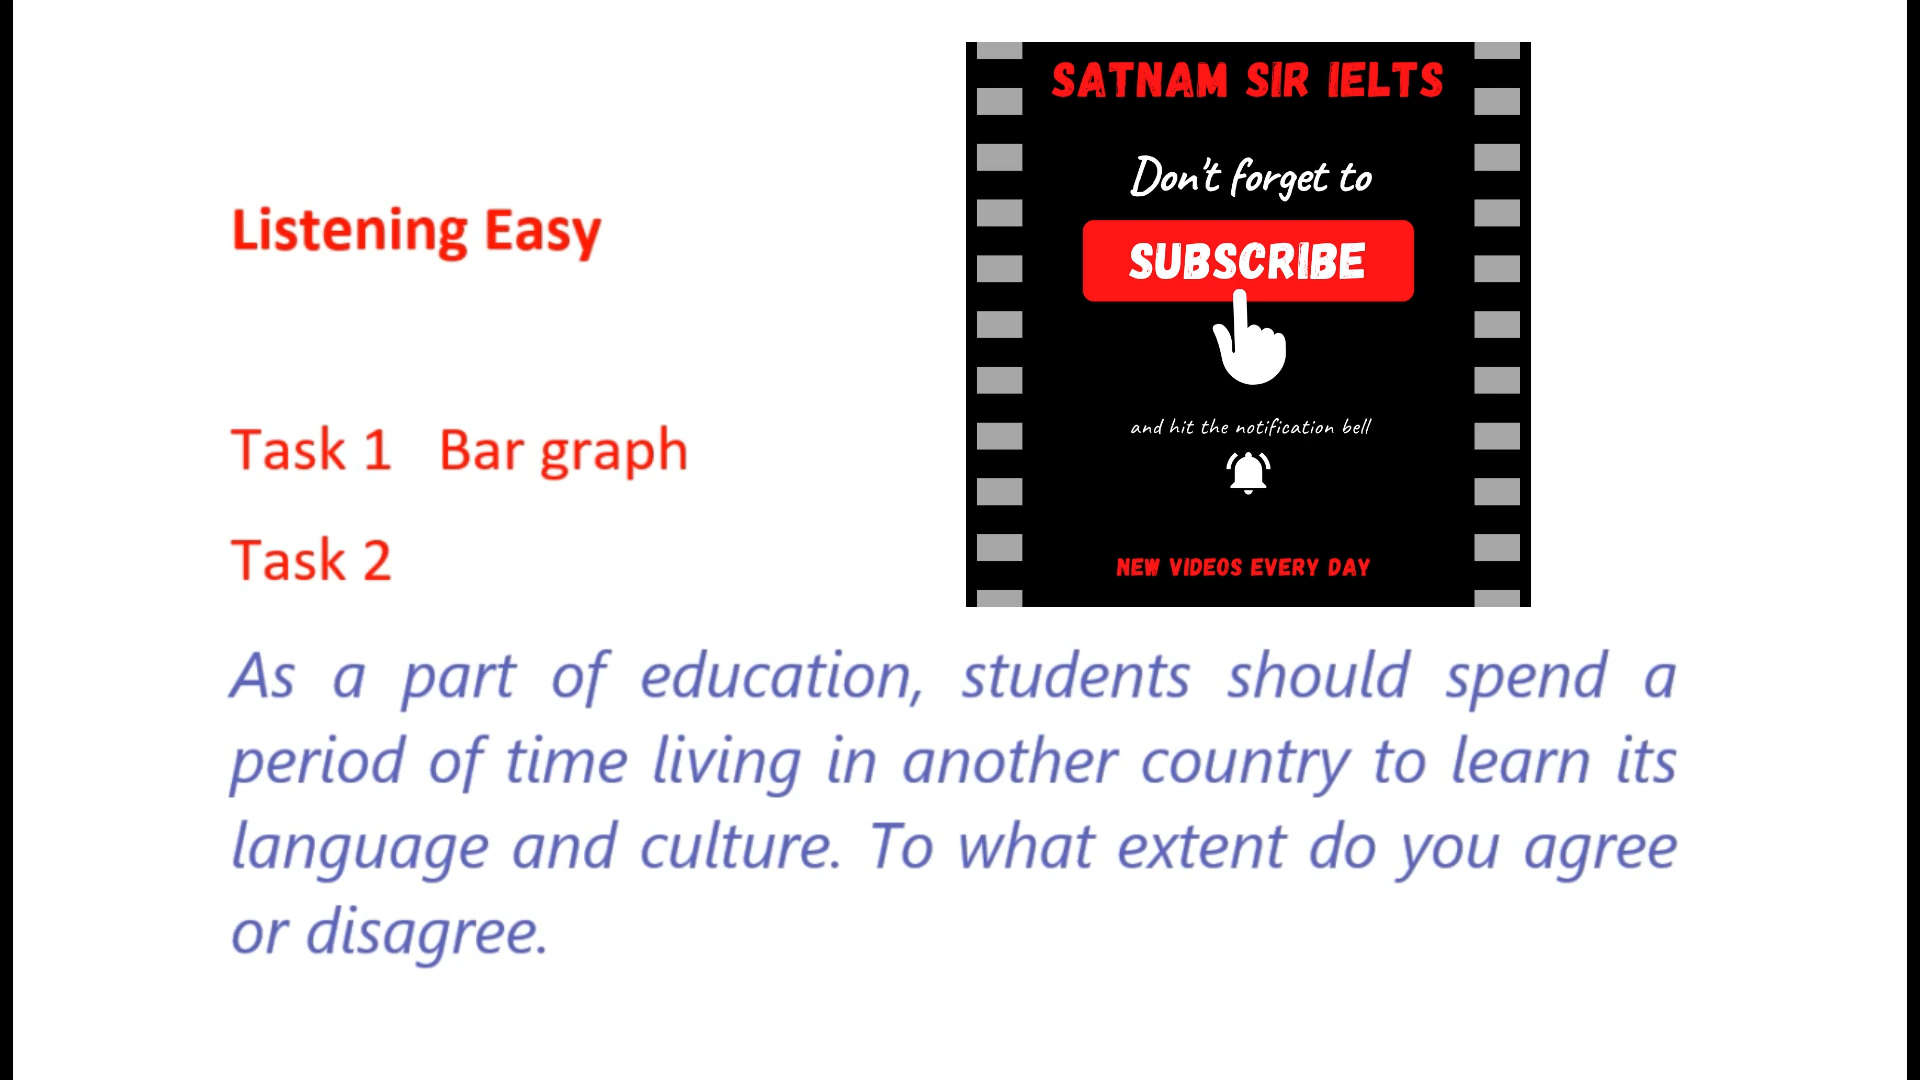 SATNAM SIR IELTS
Don't forget to
SUBSCRIBE
and hit the notification bell
NEW VIDEOS EVERY DAY
Listening Easy
Task 1 Bar graph
Task 2
As a part of education, students should spend a
period of time living in another country to learn its
language and culture. To what extent do you agree
or disagree.